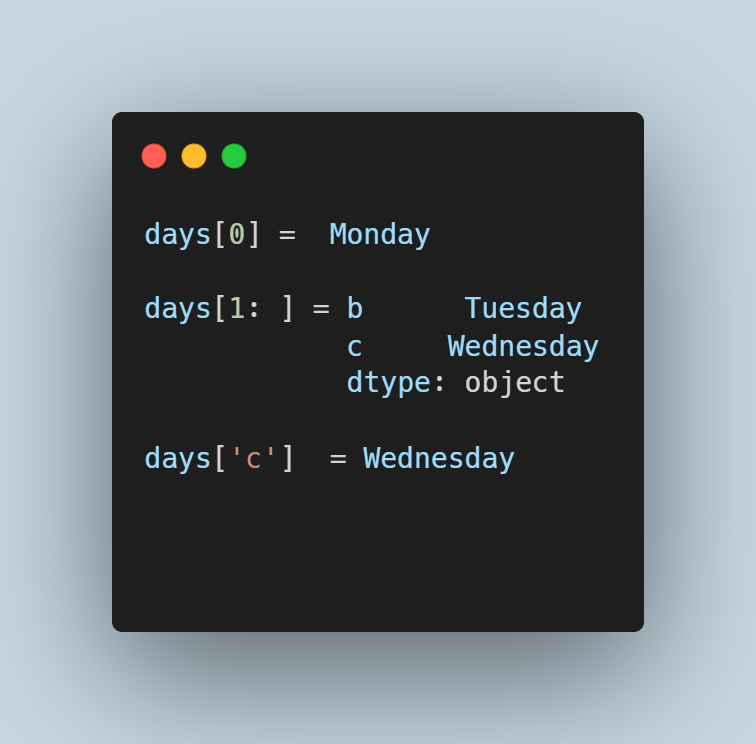 days[0] =  Monday
days[1: ] = b      Tuesday
            c     Wednesday
            dtype: object
days['c']  = Wednesday